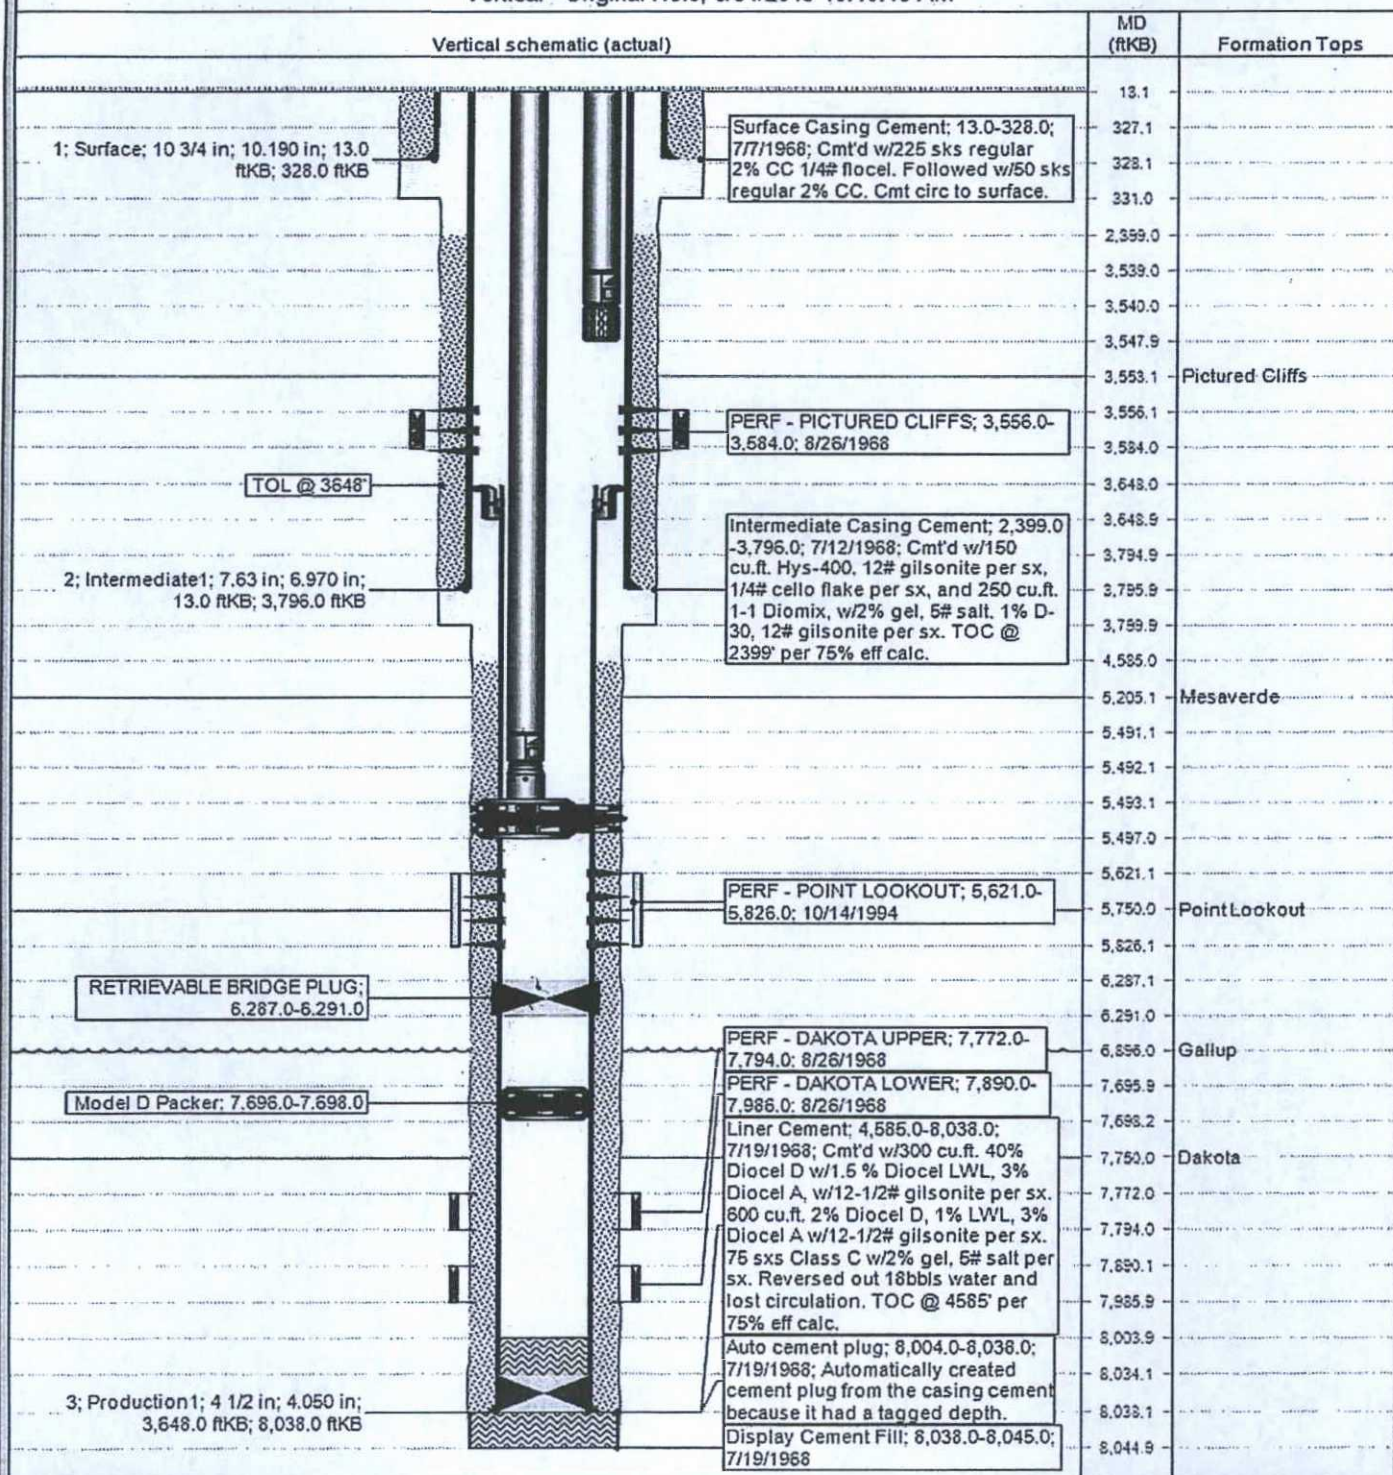 Vertical schematic (actual)
MD
(ftKB)
Formation Tops
1; Surface; 10 3/4 in; 10.190 in; 13.0
ftKB; 328.0 ftKB
Surface Casing Cement; 13.0-328.0;
7/7/1968; Cmt'd w/225 sks regular
2% CC 1/4# flocel. Followed w/50 sks
regular 2% CC. Cmt circ to surface.
13.1
327.1
328.1
331.0
2,399.0
3,539.0
3,540.0
3,547.9
3,553.1
Pictured Cliffs
3,556.1
PERF - PICTURED CLIFFS; 3,556.0-
3,584.0; 8/26/1968
3,584.0
TOL @ 3648'
3,648.0
3,648.9
Intermediate Casing Cement; 2,399.0
-3,796.0; 7/12/1968; Cmt'd w/150
cu.ft. Hys-400, 12# gilsonite per sx,
1/4# cello flake per sx, and 250 cu.ft.
1-1 Diomix, w/2% gel, 5# salt, 1% D-
30, 12# gilsonite per sx. TOC @
2399' per 75% eff calc.
3,794.9
2; Intermediate1; 7.63 in; 6.970 in;
13.0 ftKB; 3,796.0 ftKB
3,795.9
3,799.9
4,585.0
5,205.1
Mesaverde
5,491.1
5,492.1
5,493.1
5,497.0
5,621.1
PERF - POINT LOOKOUT; 5,621.0-
5,826.0; 10/14/1994
5,750.0
Point Lookout
5,826.1
RETRIEVABLE BRIDGE PLUG;
6,287.0-6,291.0
6,287.1
6,291.0
PERF - DAKOTA UPPER; 7,772.0-
7,794.0; 8/26/1968
6,896.0
Gallup
PERF - DAKOTA LOWER; 7,890.0-
7,986.0; 8/26/1968
7,695.9
Model D Packer; 7,696.0-7,698.0
7,698.2
Liner Cement; 4,585.0-8,038.0;
7/19/1968; Cmt'd w/300 cu.ft. 40%
Diocel D w/1.5 % Diocel LWL, 3%
Diocel A, w/12-1/2# gilsonite per sx.
600 cu.ft. 2% Diocel D, 1% LWL, 3%
Diocel A w/12-1/2# gilsonite per sx.
75 sxs Class C w/2% gel, 5# salt per
sx. Reversed out 18bbls water and
lost circulation. TOC @ 4585' per
75% eff calc.
7,750.0
Dakota
7,772.0
7,794.0
7,890.1
7,985.9
8,003.9
Auto cement plug; 8,004.0-8,038.0;
7/19/1968; Automatically created
cement plug from the casing cement
because it had a tagged depth.
8,034.1
3; Production1; 4 1/2 in; 4.050 in;
3,648.0 ftKB; 8,038.0 ftKB
8,038.1
Display Cement Fill; 8,038.0-8,045.0;
7/19/1968
8,044.9